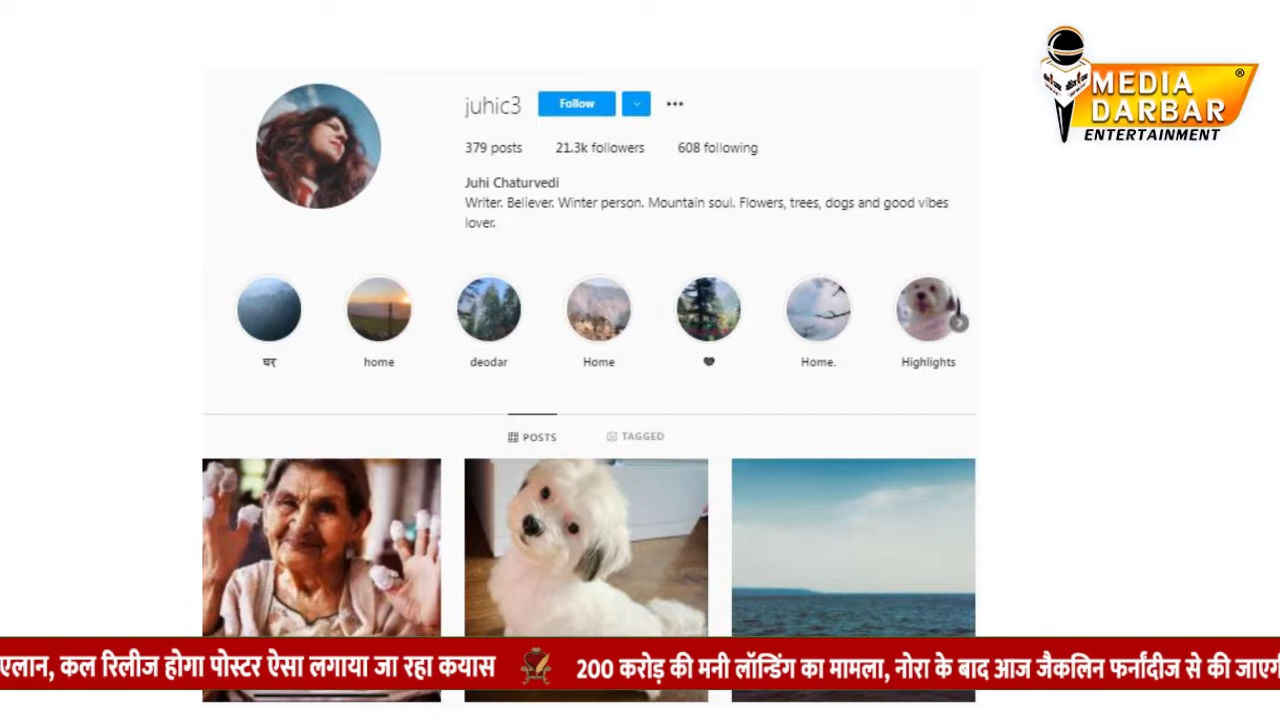 MEDIA
DARBAR
ENTERTAINMENT
®
juhic3 Follow
379 posts 21.3k followers 608 following
Juhi Chaturvedi
Writer. Believer. Winter person. Mountain soul. Flowers, trees, dogs and good vibes
lover.
घर home deodar Home Home. Highlights
POSTS TAGGED
एलान, कल रिलीज होगा पोस्टर ऐसा लगाया जा रहा कयास 200 करोड़ की मनी लॉन्डिंग का मामला, नोरा के बाद आज जैकलिन फर्नांदीज से की जाएगी